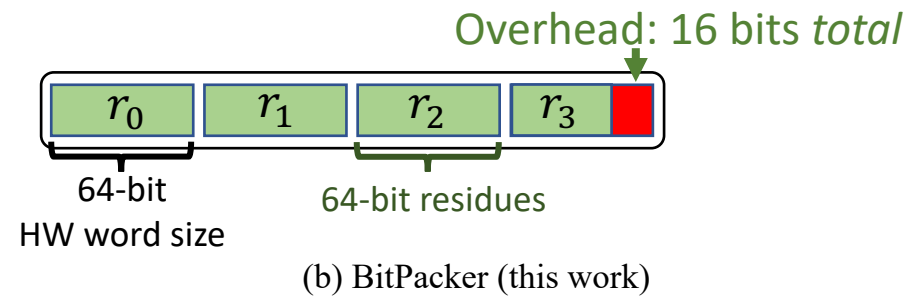 Overhead: 16 bits total
r₀ r₁ r₂ r₃
64-bit
HW word size
64-bit residues
(b) BitPacker (this work)